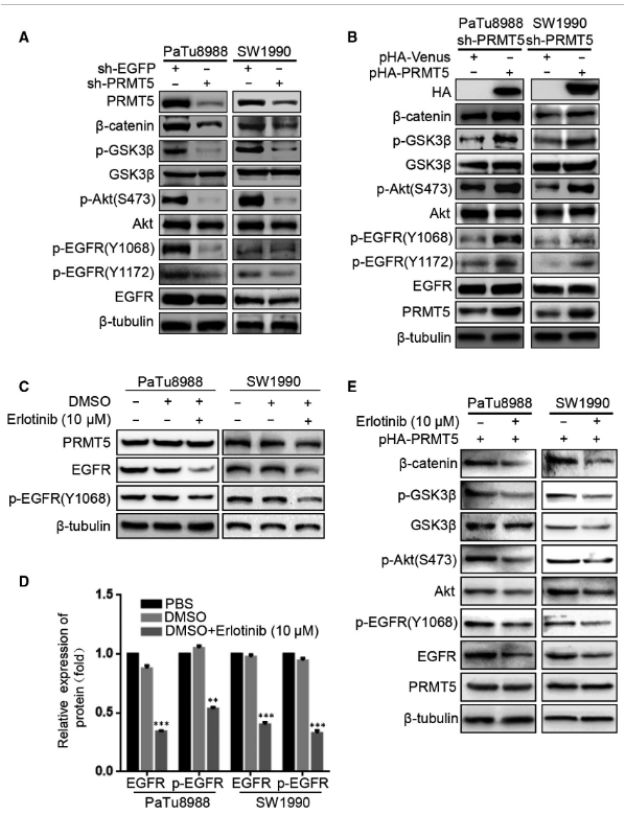 A
PaTu8988 SW1990
sh-EGFP + − + −
sh-PRMT5 − + − +
PRMT5
β-catenin
p-GSK3β
GSK3β
p-Akt(S473)
Akt
p-EGFR(Y1068)
p-EGFR(Y1172)
EGFR
β-tubulin
B
PaTu8988 SW1990
sh-PRMT5 sh-PRMT5
pHA-Venus + − + −
pHA-PRMT5 − + − +
HA
β-catenin
p-GSK3β
GSK3β
p-Akt(S473)
Akt
p-EGFR(Y1068)
p-EGFR(Y1172)
EGFR
PRMT5
β-tubulin
C
PaTu8988 SW1990
DMSO − + + − + +
Erlotinib (10 μM) − − + − − +
PRMT5
EGFR
p-EGFR(Y1068)
β-tubulin
D
Relative expression of
protein (fold)
1.5
1.0
0.5
0.0
PBS
DMSO
DMSO+Erlotinib (10 μM)
*** ** *** ***
EGFR p-EGFR EGFR p-EGFR
PaTu8988 SW1990
E
PaTu8988 SW1990
Erlotinib (10 μM) − + − +
pHA-PRMT5 + + + +
β-catenin
p-GSK3β
GSK3β
p-Akt(S473)
Akt
p-EGFR(Y1068)
EGFR
PRMT5
β-tubulin